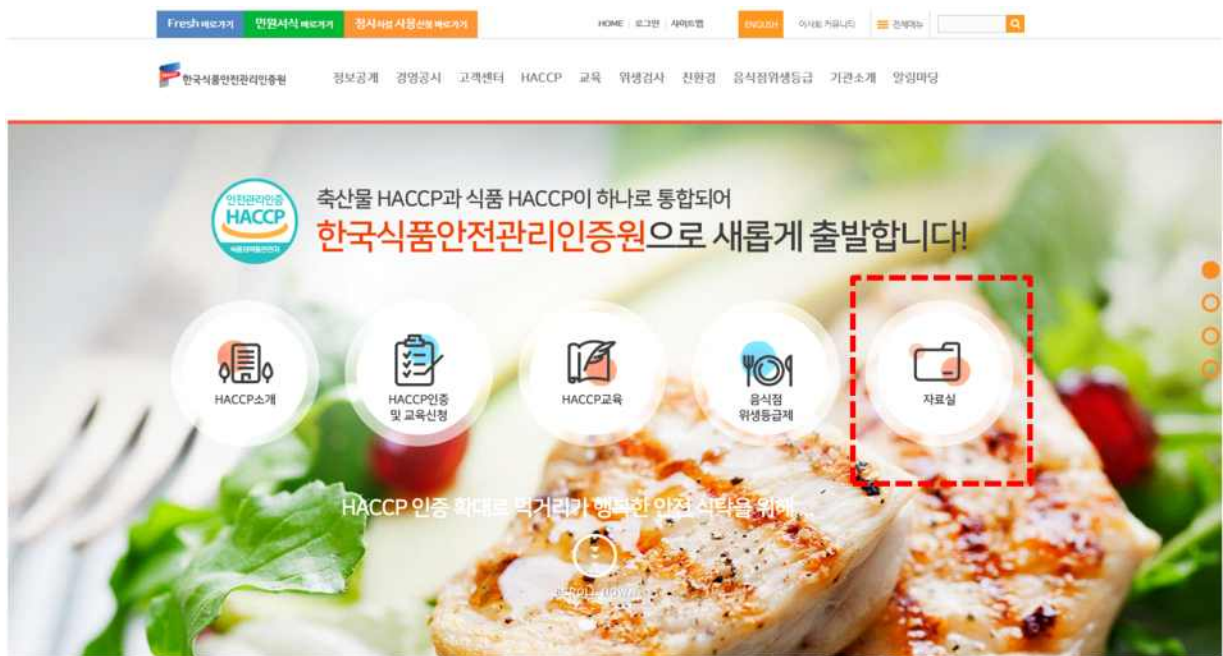 Fresh 바로가기 민원서식 바로가기
HOME 로그인 사이트맵 ENGLISH 커뮤니티 전체메뉴
한국식품안전관리인증원 정보공개 경영공시 고객센터 HACCP 교육 위생검사 친환경 음식점위생등급 기관소개 알림마당
안전관리인증
HACCP
축산물 HACCP과 식품 HACCP이 하나로 통합되어
한국식품안전관리인증원으로 새롭게 출발합니다!
HACCP소개
HACCP인증
및 교육신청
HACCP교육
음식점
위생등급제
자료실
HACCP 인증 확대로 먹거리가 행복한 안전 식탁을 위해...
SCROLL DOWN